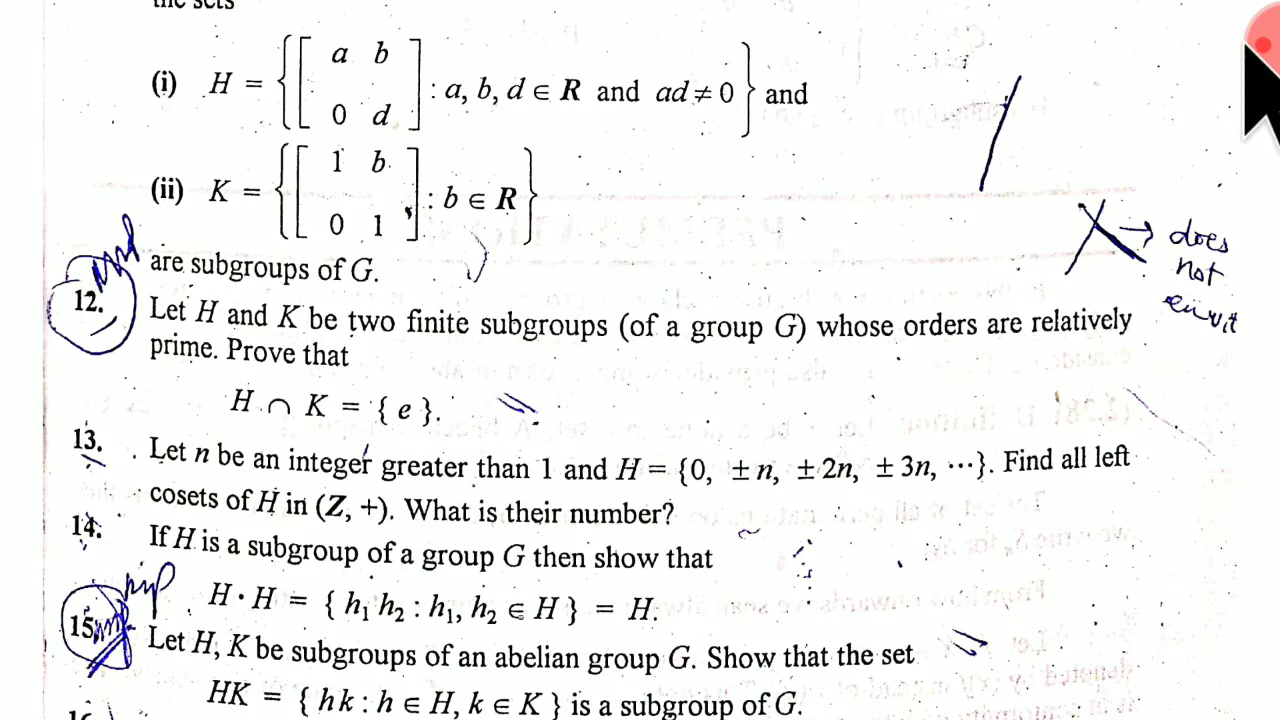 the sets
(i) H = { [ a b
0 d ] : a, b, d ∈ R and ad ≠ 0 } and
(ii) K = { [ 1 b
0 1 ] : b ∈ R }
are subgroups of G.
12. Let H and K be two finite subgroups (of a group G) whose orders are relatively
prime. Prove that
H ∩ K = { e }.
→ does
not
13. Let n be an integer greater than 1 and H = {0, ±n, ±2n, ±3n, ···}. Find all left
cosets of H in (Z, +). What is their number?
14. If H is a subgroup of a group G then show that
H · H = { h₁ h₂ : h₁, h₂ ∈ H } = H.
15. Let H, K be subgroups of an abelian group G. Show that the set
HK = { hk : h ∈ H, k ∈ K } is a subgroup of G.